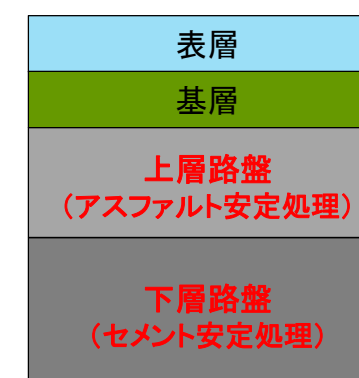 表層
基層
上層路盤
（アスファルト安定処理）
下層路盤
（セメント安定処理）